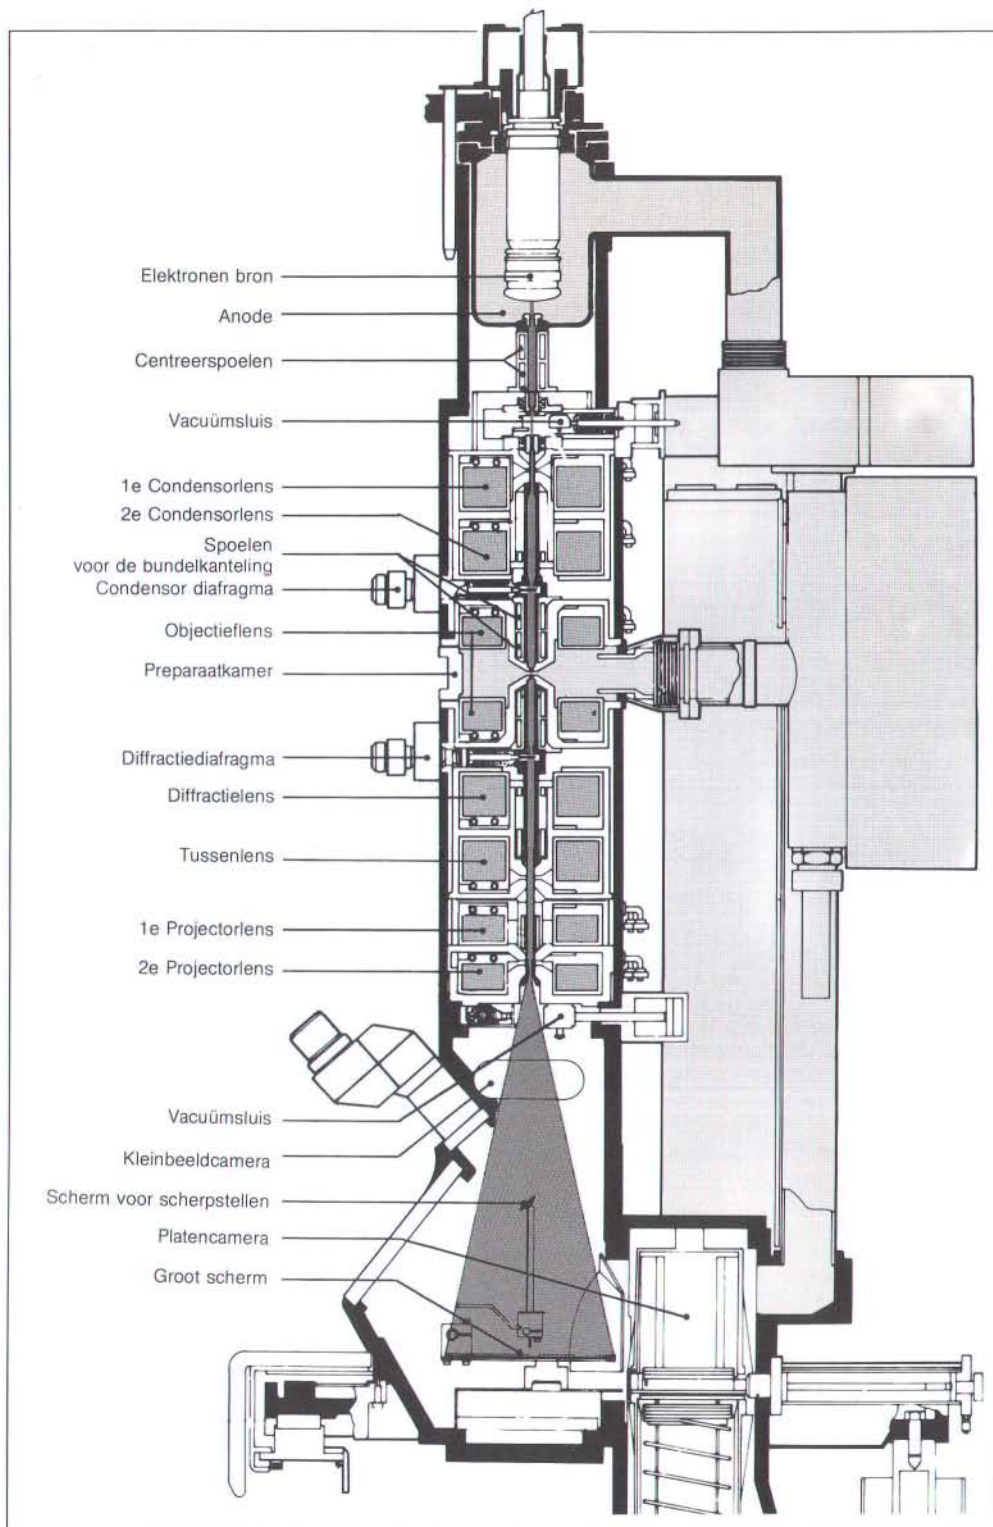 Elektronen bron
Anode
Centreerspoelen
Vacuümsluis
1e Condensorlens
2e Condensorlens
Spoelen
voor de bundelkanteling
Condensor diafragma
Objectieflens
Preparaatkamer
Diffractiediafragma
Diffractielens
Tussenlens
1e Projectorlens
2e Projectorlens
Vacuümsluis
Kleinbeeldcamera
Scherm voor scherpstellen
Platencamera
Groot scherm